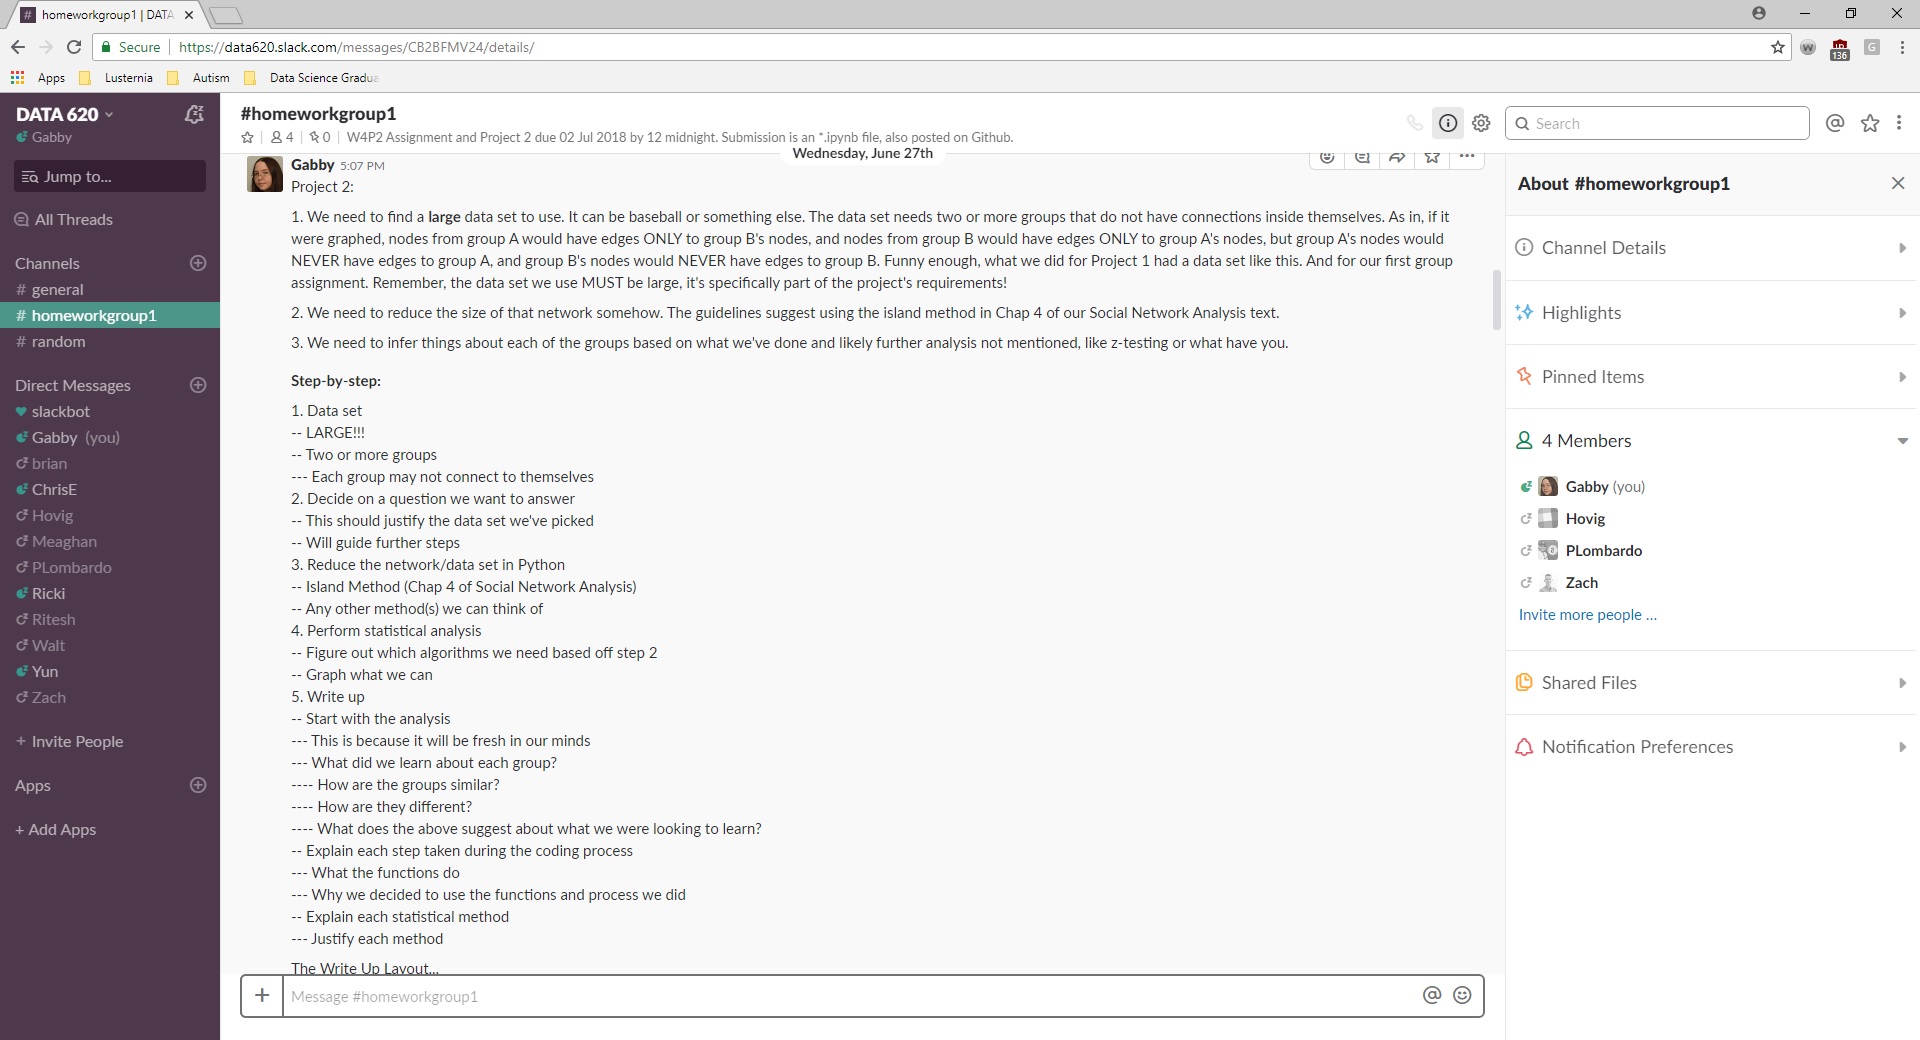 homeworkgroup1 | DATA
Secure https://data620.slack.com/messages/CB2BFMV24/details/
136
Apps Lusternia Autism Data Science Gradua
DATA 620
Gabby
Jump to...
All Threads
Channels
# general
# homeworkgroup1
# random
Direct Messages
slackbot
Gabby (you)
brian
ChrisE
Hovig
Meaghan
PLombardo
Ricki
Ritesh
Walt
Yun
Zach
+ Invite People
Apps
+ Add Apps
#homeworkgroup1
4 0 W4P2 Assignment and Project 2 due 02 Jul 2018 by 12 midnight. Submission is an *.ipynb file, also posted on Github.
Search
Wednesday, June 27th
Gabby 5:07 PM
Project 2:
1. We need to find a large data set to use. It can be baseball or something else. The data set needs two or more groups that do not have connections inside themselves. As in, if it
were graphed, nodes from group A would have edges ONLY to group B's nodes, and nodes from group B would have edges ONLY to group A's nodes, but group A's nodes would
NEVER have edges to group A, and group B's nodes would NEVER have edges to group B. Funny enough, what we did for Project 1 had a data set like this. And for our first group
assignment. Remember, the data set we use MUST be large, it's specifically part of the project's requirements!
2. We need to reduce the size of that network somehow. The guidelines suggest using the island method in Chap 4 of our Social Network Analysis text.
3. We need to infer things about each of the groups based on what we've done and likely further analysis not mentioned, like z-testing or what have you.
Step-by-step:
1. Data set
-- LARGE!!!
-- Two or more groups
--- Each group may not connect to themselves
2. Decide on a question we want to answer
-- This should justify the data set we've picked
-- Will guide further steps
3. Reduce the network/data set in Python
-- Island Method (Chap 4 of Social Network Analysis)
-- Any other method(s) we can think of
4. Perform statistical analysis
-- Figure out which algorithms we need based off step 2
-- Graph what we can
5. Write up
-- Start with the analysis
--- This is because it will be fresh in our minds
--- What did we learn about each group?
---- How are the groups similar?
---- How are they different?
---- What does the above suggest about what we were looking to learn?
-- Explain each step taken during the coding process
--- What the functions do
--- Why we decided to use the functions and process we did
-- Explain each statistical method
--- Justify each method
The Write Up Layout...
Message #homeworkgroup1
About #homeworkgroup1
Channel Details
Highlights
Pinned Items
4 Members
Gabby (you)
Hovig
PLombardo
Zach
Invite more people ...
Shared Files
Notification Preferences